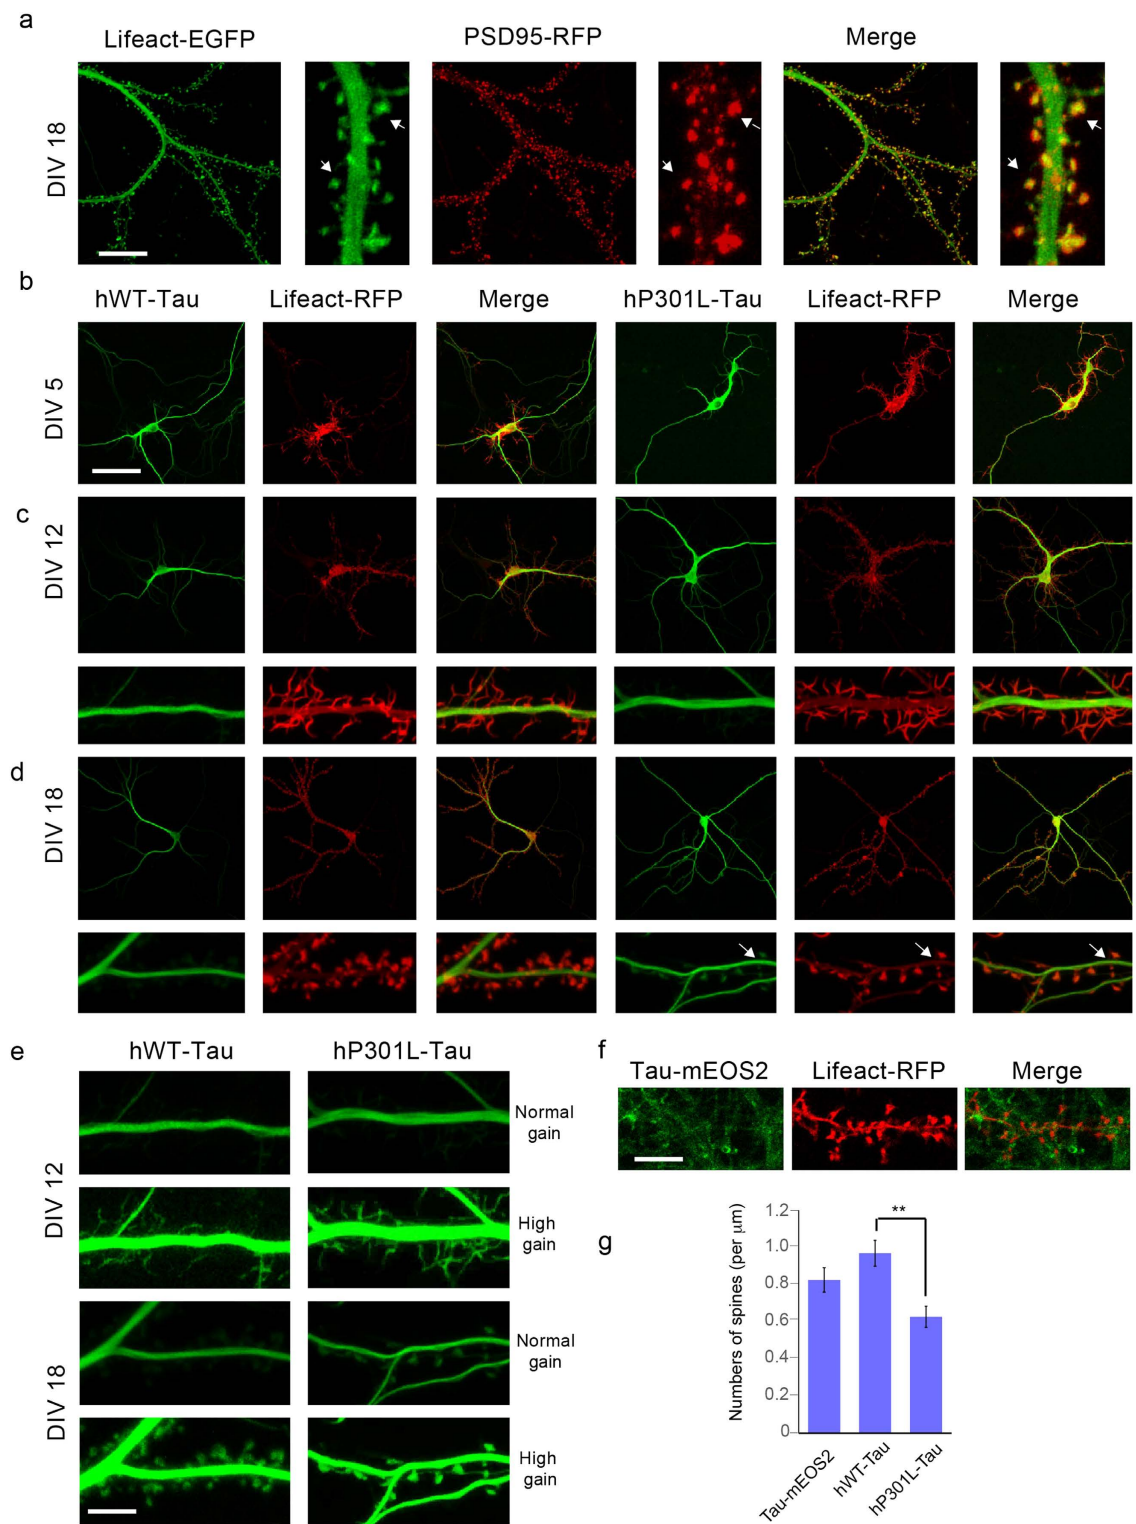 a
Lifeact-EGFP PSD95-RFP Merge
DIV 18
b
hWT-Tau Lifeact-RFP Merge hP301L-Tau Lifeact-RFP Merge
DIV 5
c
DIV 12
d
DIV 18
e
hWT-Tau hP301L-Tau
DIV 12
Normal
gain
High
gain
DIV 18
Normal
gain
High
gain
f
Tau-mEOS2 Lifeact-RFP Merge
g
Numbers of spines (per μm)
1.2
1.0
0.8
0.6
0.4
0.2
0
**
Tau-mEOS2
hWT-Tau
hP301L-Tau